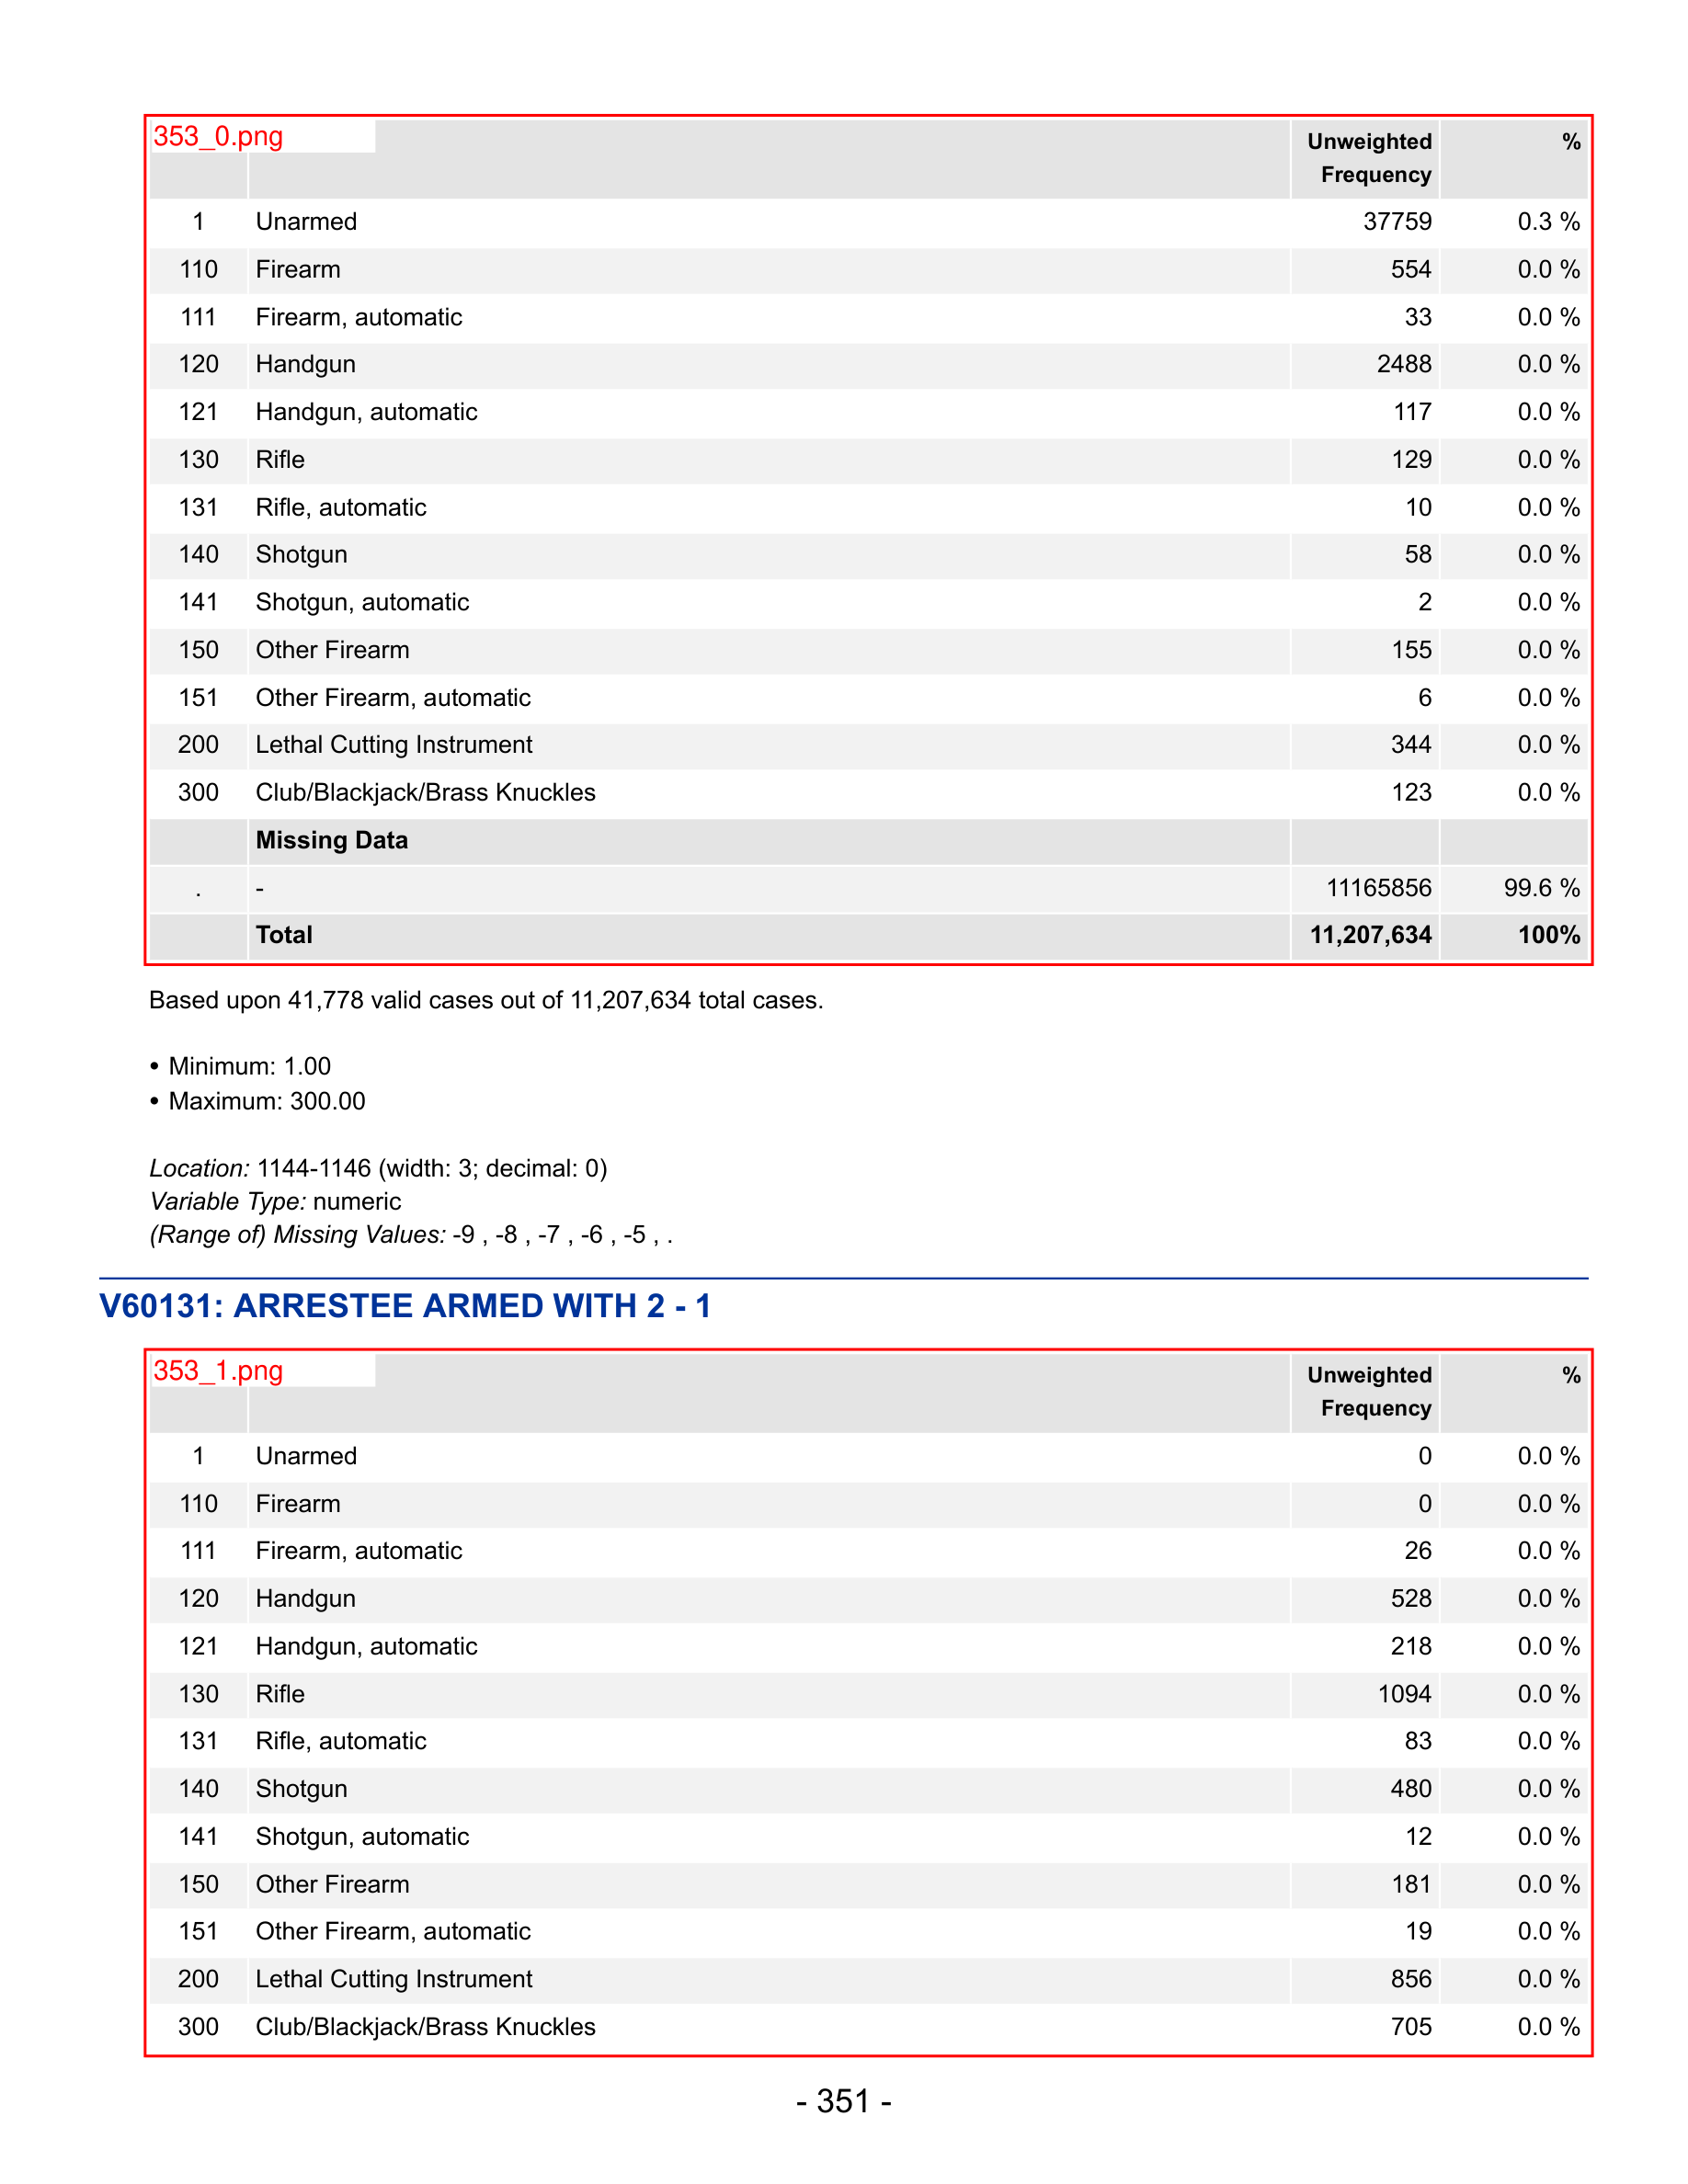 353_0.png
Unweighted Frequency %
1 Unarmed 37759 0.3 %
110 Firearm 554 0.0 %
111 Firearm, automatic 33 0.0 %
120 Handgun 2488 0.0 %
121 Handgun, automatic 117 0.0 %
130 Rifle 129 0.0 %
131 Rifle, automatic 10 0.0 %
140 Shotgun 58 0.0 %
141 Shotgun, automatic 2 0.0 %
150 Other Firearm 155 0.0 %
151 Other Firearm, automatic 6 0.0 %
200 Lethal Cutting Instrument 344 0.0 %
300 Club/Blackjack/Brass Knuckles 123 0.0 %
Missing Data
. - 11165856 99.6 %
Total 11,207,634 100%
Based upon 41,778 valid cases out of 11,207,634 total cases.
• Minimum: 1.00
• Maximum: 300.00
Location: 1144-1146 (width: 3; decimal: 0)
Variable Type: numeric
(Range of) Missing Values: -9 , -8 , -7 , -6 , -5 , .
V60131: ARRESTEE ARMED WITH 2 - 1
353_1.png
Unweighted Frequency %
1 Unarmed 0 0.0 %
110 Firearm 0 0.0 %
111 Firearm, automatic 26 0.0 %
120 Handgun 528 0.0 %
121 Handgun, automatic 218 0.0 %
130 Rifle 1094 0.0 %
131 Rifle, automatic 83 0.0 %
140 Shotgun 480 0.0 %
141 Shotgun, automatic 12 0.0 %
150 Other Firearm 181 0.0 %
151 Other Firearm, automatic 19 0.0 %
200 Lethal Cutting Instrument 856 0.0 %
300 Club/Blackjack/Brass Knuckles 705 0.0 %
- 351 -